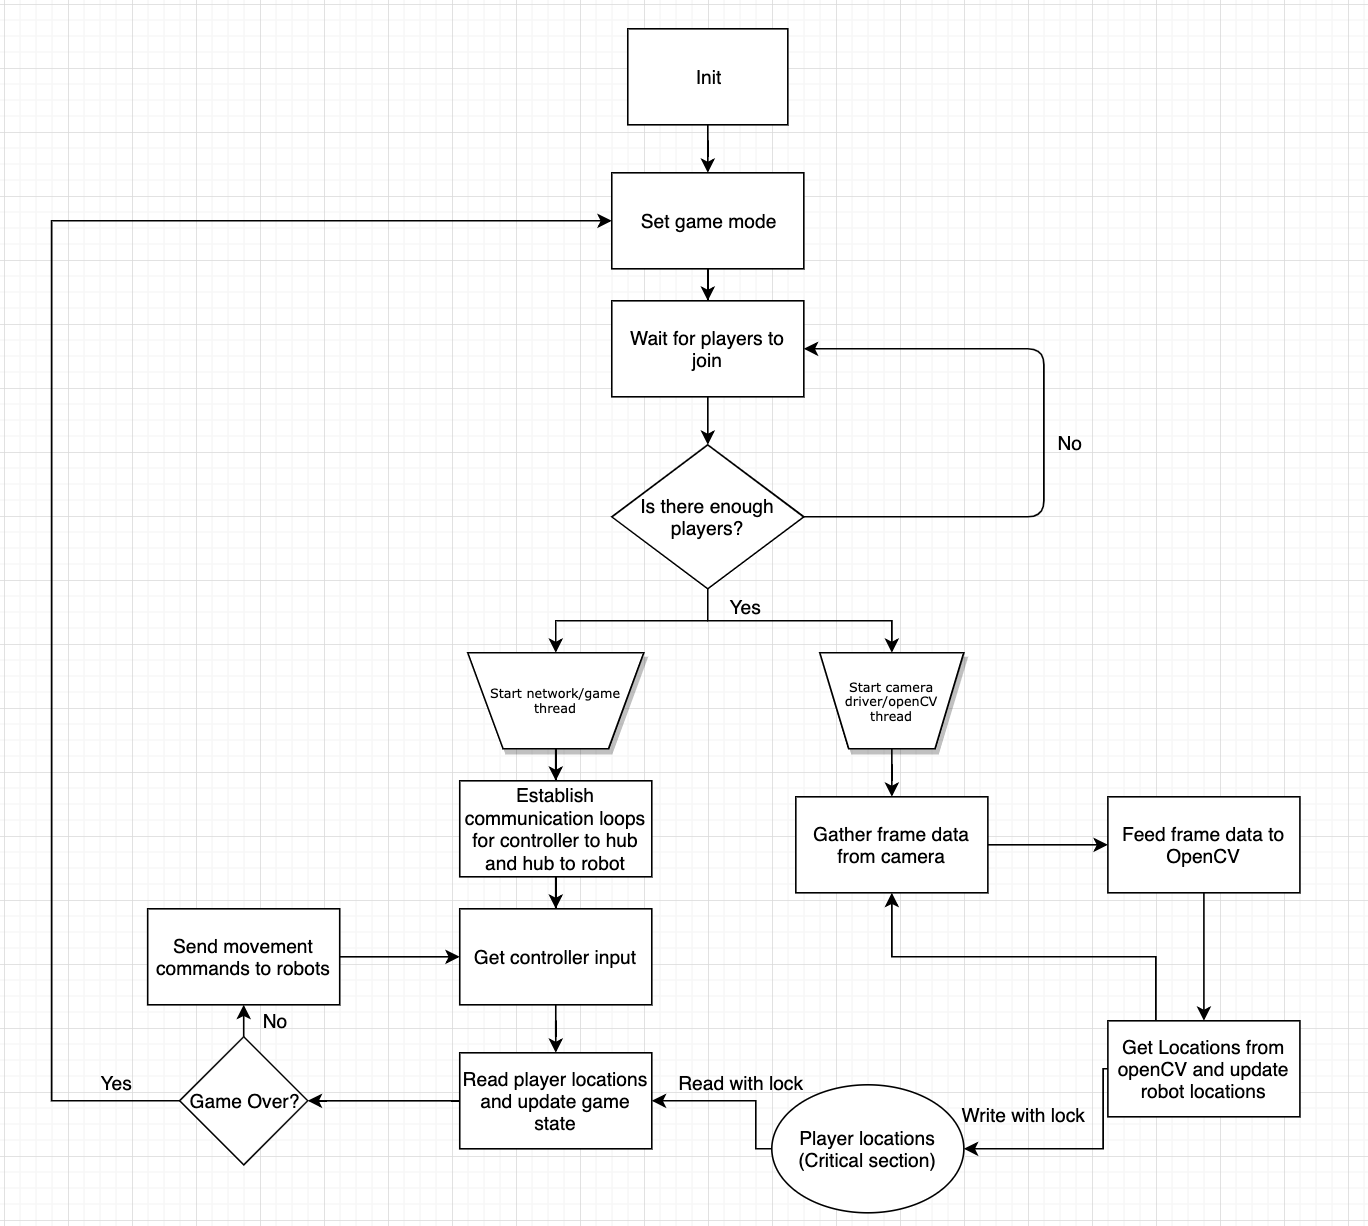 Init
Set game mode
Wait for players to
join
No
Is there enough
players?
Yes
Start network/game
thread
Start camera
driver/openCV
thread
Establish
communication loops
for controller to hub
and hub to robot
Gather frame data
from camera
Feed frame data to
OpenCV
Send movement
commands to robots
Get controller input
No
Get Locations from
openCV and update
robot locations
Yes
Game Over?
Read player locations
and update game
state
Read with lock
Write with lock
Player locations
(Critical section)